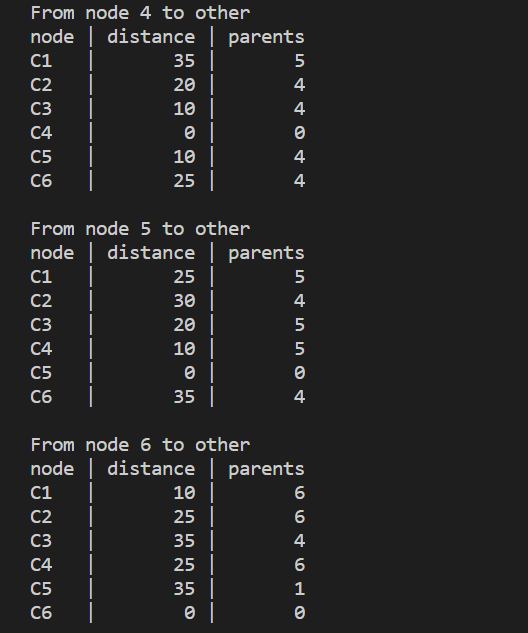 From node 4 to other
node | distance | parents
C1   |       35 |       5
C2   |       20 |       4
C3   |       10 |       4
C4   |        0 |       0
C5   |       10 |       4
C6   |       25 |       4

From node 5 to other
node | distance | parents
C1   |       25 |       5
C2   |       30 |       4
C3   |       20 |       5
C4   |       10 |       5
C5   |        0 |       0
C6   |       35 |       4

From node 6 to other
node | distance | parents
C1   |       10 |       6
C2   |       25 |       6
C3   |       35 |       4
C4   |       25 |       6
C5   |       35 |       1
C6   |        0 |       0